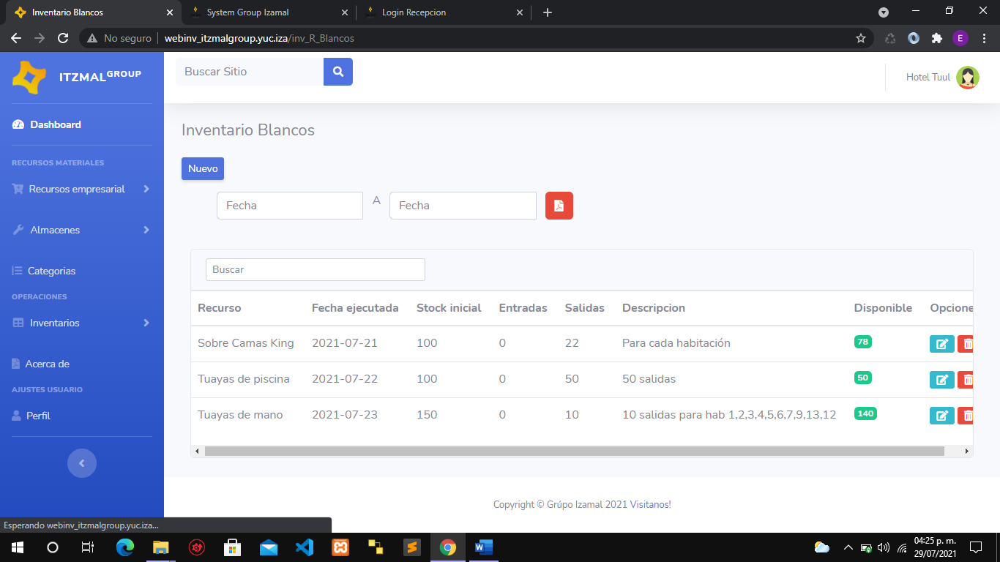 Inventario Blancos
System Group Izamal
Login Recepcion
No seguro
webinv_itzmalgroup.yuc.iza/inv_R_Blancos
E
ITZMAL GROUP
Buscar Sitio
Hotel Tuul
Dashboard
RECURSOS MATERIALES
Recursos empresarial
Almacenes
Categorias
OPERACIONES
Inventarios
Acerca de
AJUSTES USUARIO
Perfil
Inventario Blancos
Nuevo
Fecha A Fecha
Buscar
Recurso Fecha ejecutada Stock inicial Entradas Salidas Descripcion Disponible Opcione
Sobre Camas King 2021-07-21 100 0 22 Para cada habitación 78
Tuayas de piscina 2021-07-22 100 0 50 50 salidas 50
Tuayas de mano 2021-07-23 150 0 10 10 salidas para hab 1,2,3,4,5,6,7,9,13,12 140
Copyright © Grúpo Izamal 2021 Visitanos!
Esperando webinv_itzmalgroup.yuc.iza...
04:25 p. m.
29/07/2021